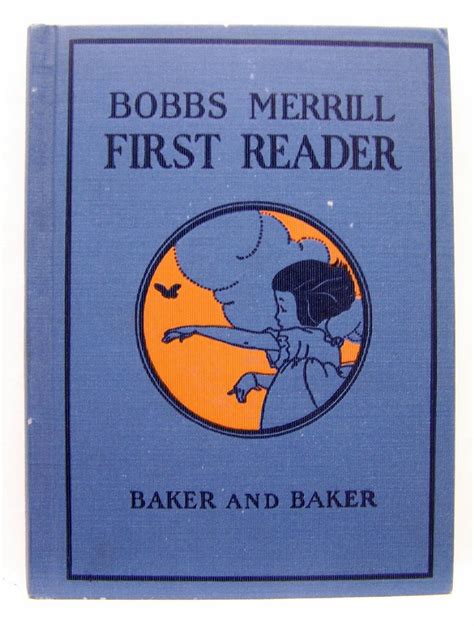 BOBBS MERRILL
FIRST READER
BAKER AND BAKER